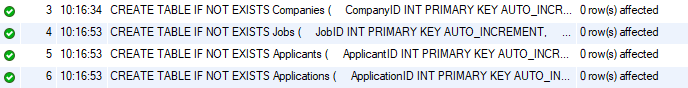 3 10:16:34 CREATE TABLE IF NOT EXISTS Companies ( CompanyID INT PRIMARY KEY AUTO_INCR... 0 row(s) affected
4 10:16:53 CREATE TABLE IF NOT EXISTS Jobs ( JobID INT PRIMARY KEY AUTO_INCREMENT, ... 0 row(s) affected
5 10:16:53 CREATE TABLE IF NOT EXISTS Applicants ( ApplicantID INT PRIMARY KEY AUTO_INCR... 0 row(s) affected
6 10:16:53 CREATE TABLE IF NOT EXISTS Applications ( ApplicationID INT PRIMARY KEY AUTO_IN... 0 row(s) affected